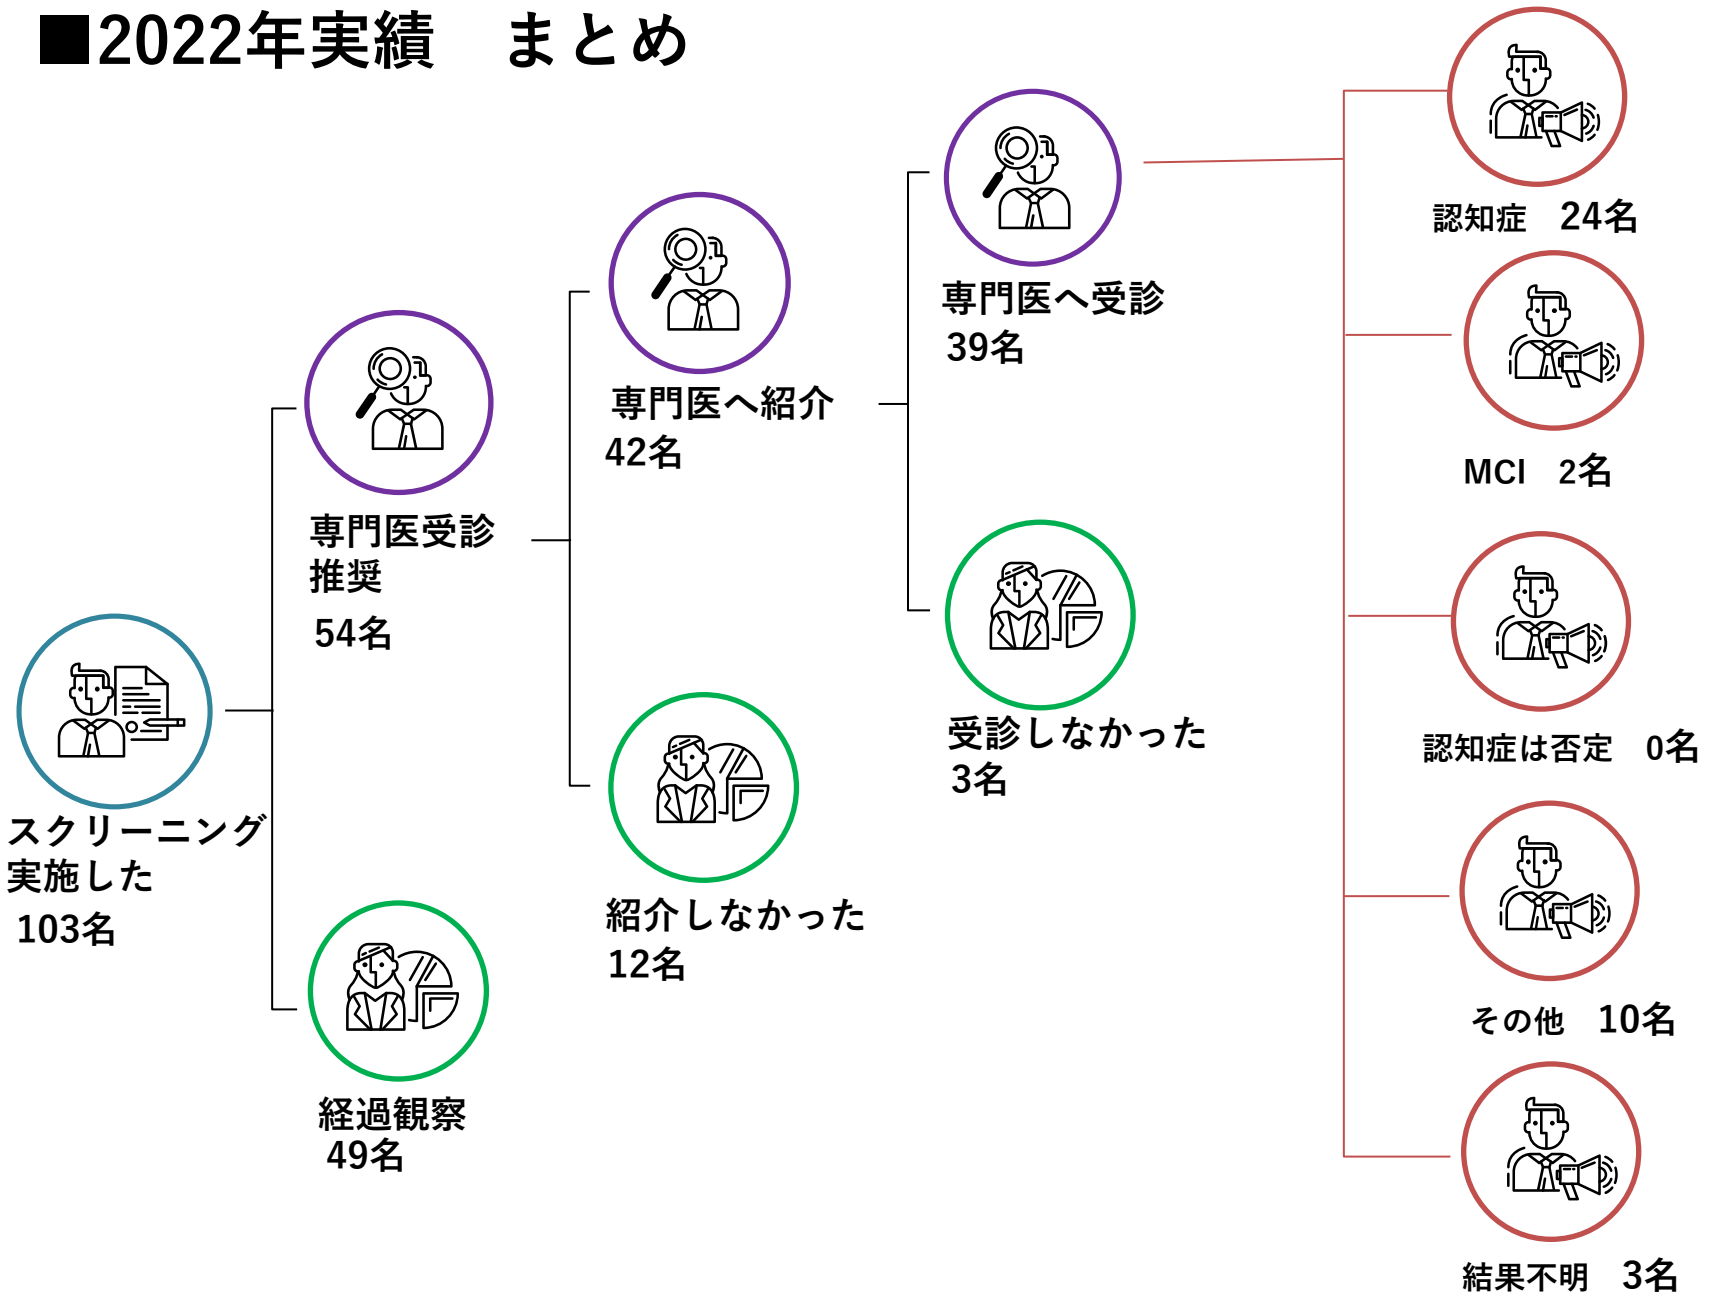 ■2022年実績　まとめ
スクリーニング
実施した
103名
専門医受診
推奨
54名
経過観察
49名
専門医へ紹介
42名
紹介しなかった
12名
専門医へ受診
39名
受診しなかった
3名
認知症　24名
MCI　2名
認知症は否定　0名
その他　10名
結果不明　3名